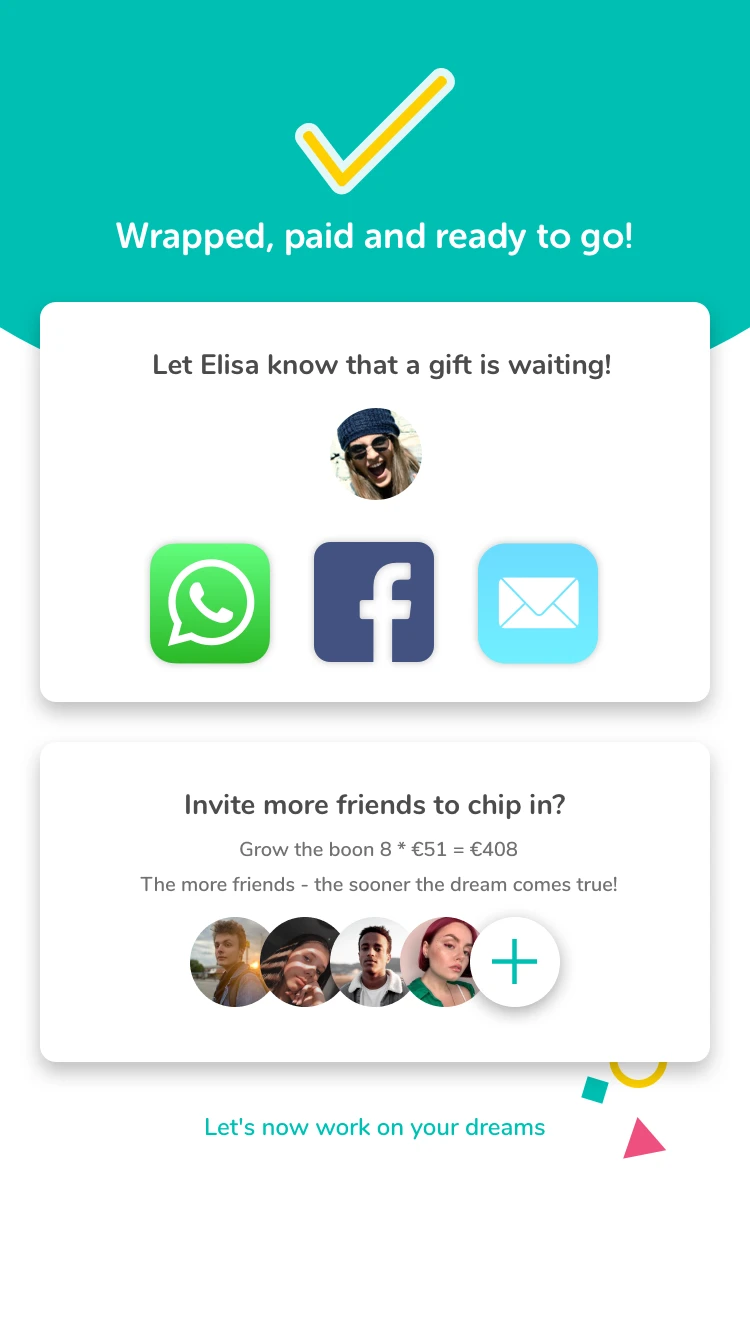 Wrapped, paid and ready to go!
Let Elisa know that a gift is waiting!
Invite more friends to chip in?
Grow the boon 8 * €51 = €408
The more friends - the sooner the dream comes true!
Let's now work on your dreams